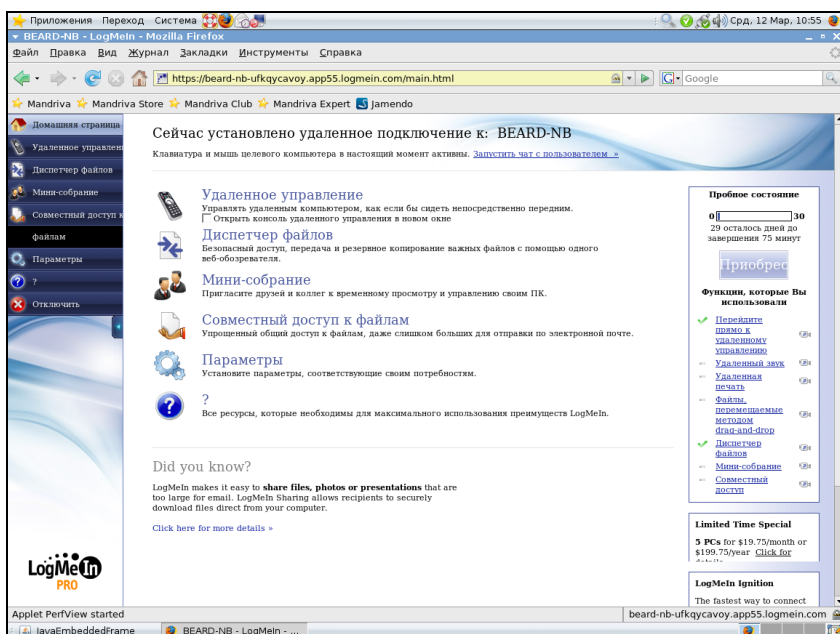 Приложения Переход Система Срд, 12 Мар, 10:55
BEARD-NB - LogMeIn - Mozilla Firefox
Файл Правка Вид Журнал Закладки Инструменты Справка
https://beard-nb-ufkqycavoy.app55.logmein.com/main.html
G Google
Mandriva Mandriva Store Mandriva Club Mandriva Expert Jamendo
Домашняя страница
Удаленное управлен
Диспетчер файлов
Мини-собрание
Совместный доступ к
файлам
Параметры
?
Отключить
LogMeIn
PRO
Сейчас установлено удаленное подключение к: BEARD-NB
Клавиатура и мышь целевого компьютера в настоящий момент активны. Запустить чат с пользователем »
Удаленное управление
Управлять удаленным компьютером, как если бы сидеть непосредственно передним.
Открыть консоль удаленного управления в новом окне
Диспетчер файлов
Безопасный доступ, передача и резервное копирование важных файлов с помощью одного
веб-обозревателя.
Мини-собрание
Пригласите друзей и коллег к временному просмотру и управлению своим ПК.
Совместный доступ к файлам
Упрощенный общий доступ к файлам, даже слишком больших для отправки по электронной почте.
Параметры
Установите параметры, соответствующие своим потребностям.
?
Все ресурсы, которые необходимы для максимального использования преимуществ LogMeIn.
Did you know?
LogMeIn makes it easy to share files, photos or presentations that are
too large for email. LogMeIn Sharing allows recipients to securely
download files direct from your computer.
Click here for more details »
Пробное состояние
0 30
29 осталось дней до
завершения 75 минут
Приобрес
Функции, которые Вы
использовали
Перейдите
прямо к
удаленному
управлению
Удаленный звук
Удаленная
печать
Файлы,
перемещаемые
методом
drag-and-drop
Диспетчер
файлов
Мини-собрание
Совместный
доступ
Limited Time Special
5 PCs for $19.75/month or
$199.75/year Click for
details
LogMeIn Ignition
The fastest way to connect
Applet PerfView started
beard-nb-ufkqycavoy.app55.logmein.com
JavaEmbeddedFrame
BEARD-NB - LogMeIn - ...